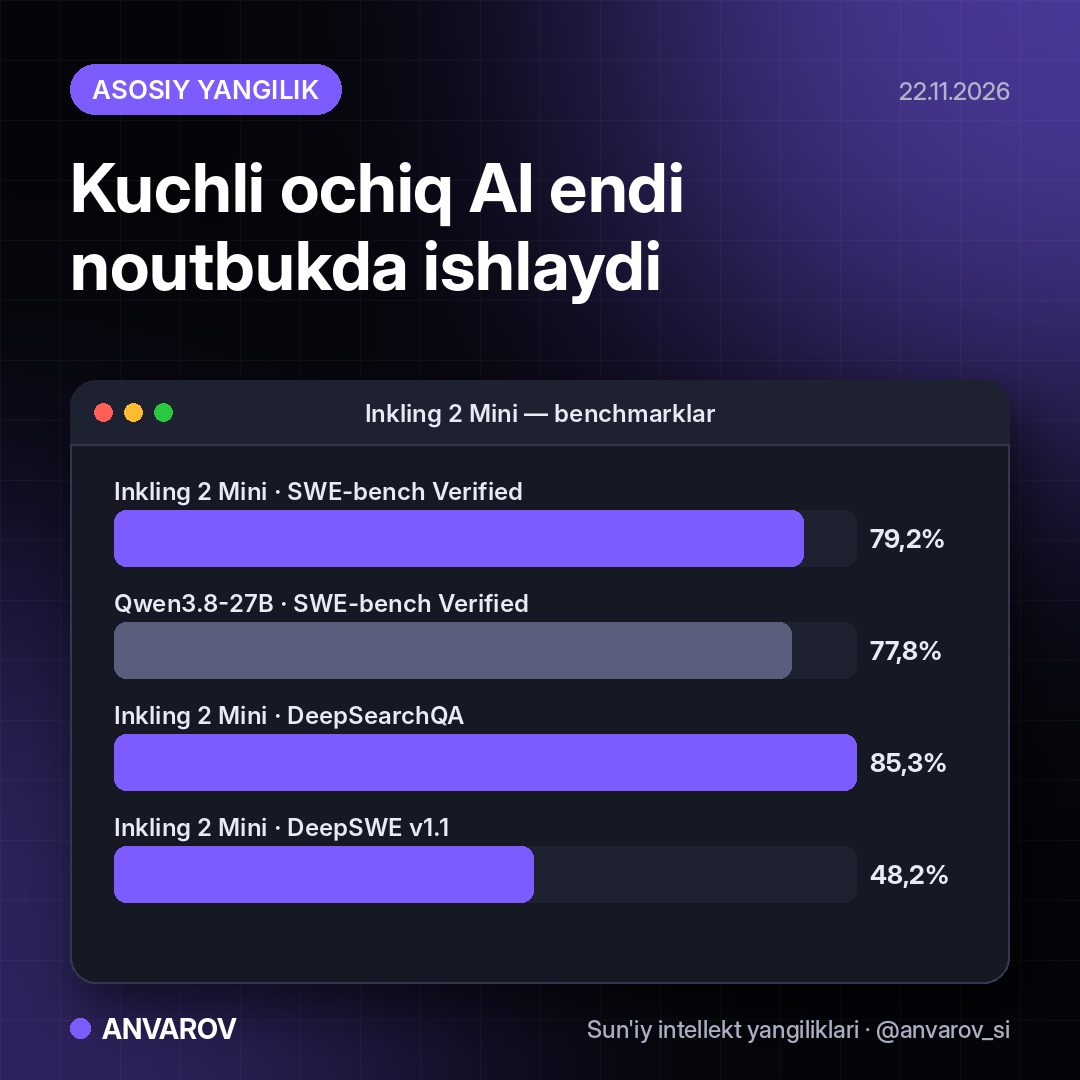 ASOSIY YANGILIK
22.11.2026
Kuchli ochiq AI endi
noutbukda ishlaydi
Inkling 2 Mini — benchmarklar
Inkling 2 Mini · SWE-bench Verified
79,2%
Qwen3.8-27B · SWE-bench Verified
77,8%
Inkling 2 Mini · DeepSearchQA
85,3%
Inkling 2 Mini · DeepSWE v1.1
48,2%
ANVAROV
Sun'iy intellekt yangiliklari · @anvarov_si